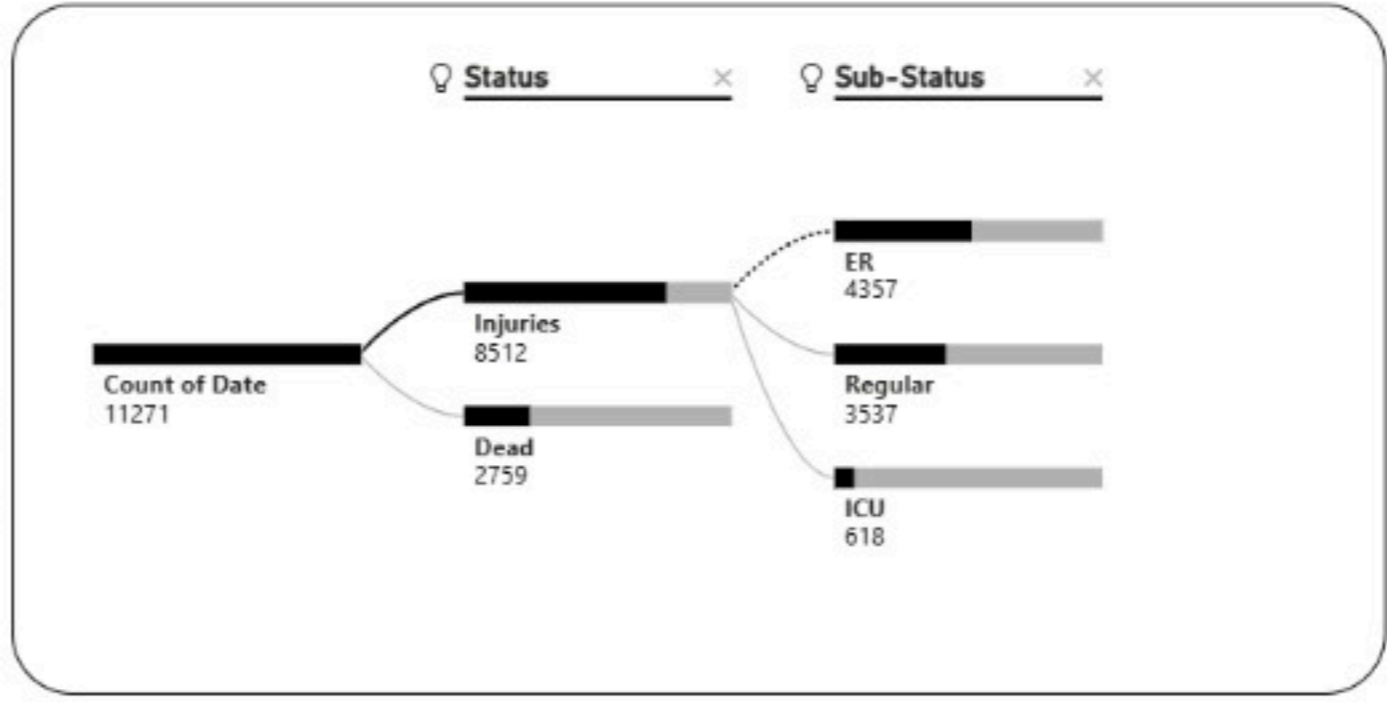 Status
Sub-Status
Count of Date
11271
Injuries
8512
Dead
2759
ER
4357
Regular
3537
ICU
618